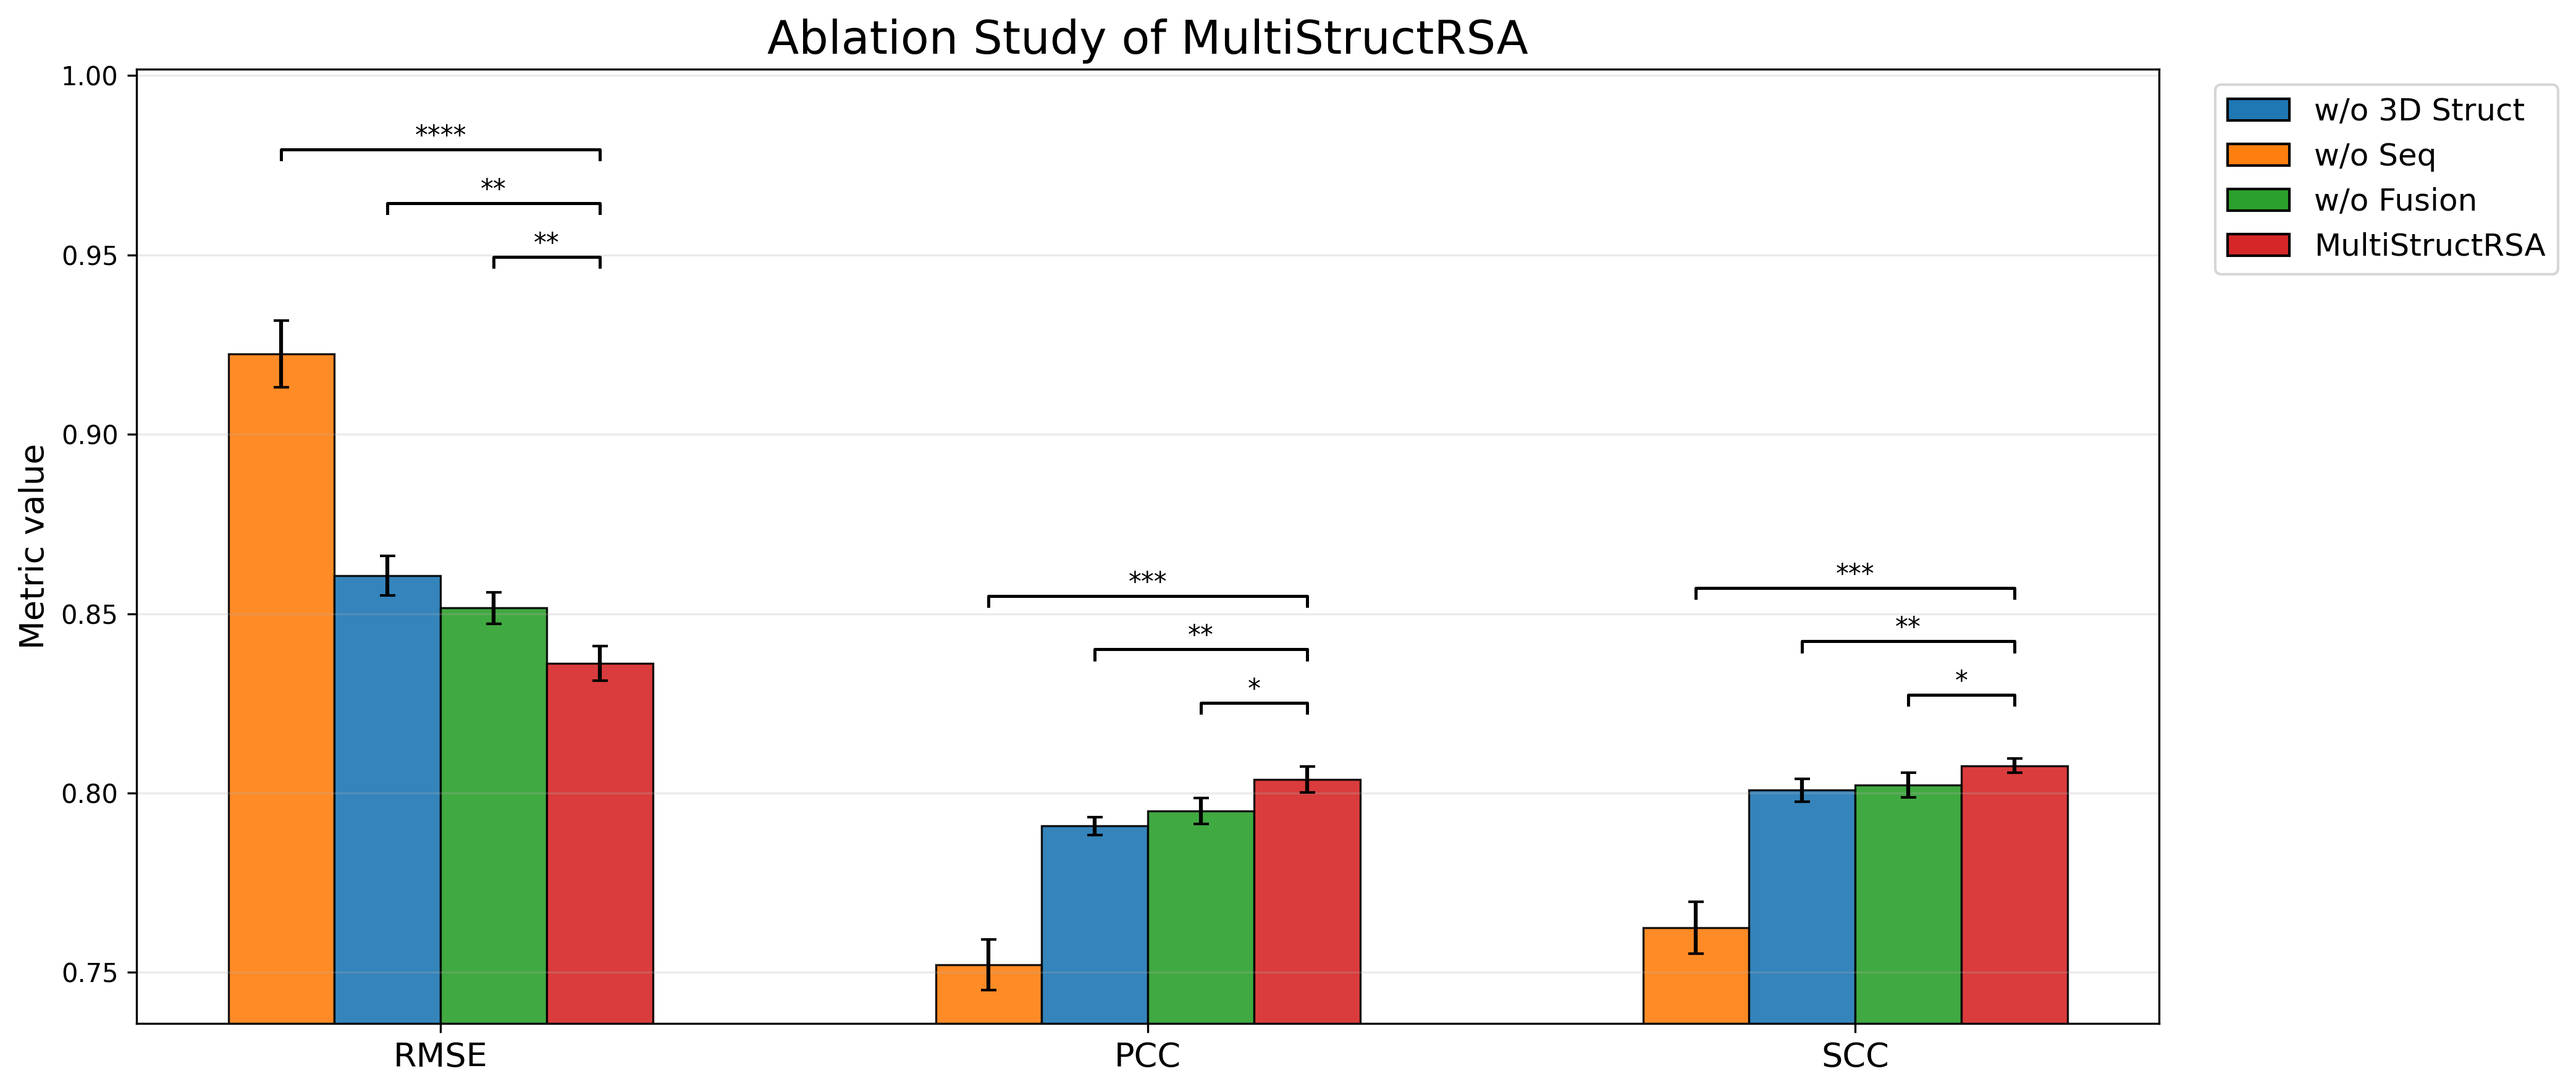 Ablation Study of MultiStructRSA
Metric value
1.00
0.95
0.90
0.85
0.80
0.75
****
**
**
***
**
*
***
**
*
RMSE
PCC
SCC
w/o 3D Struct
w/o Seq
w/o Fusion
MultiStructRSA